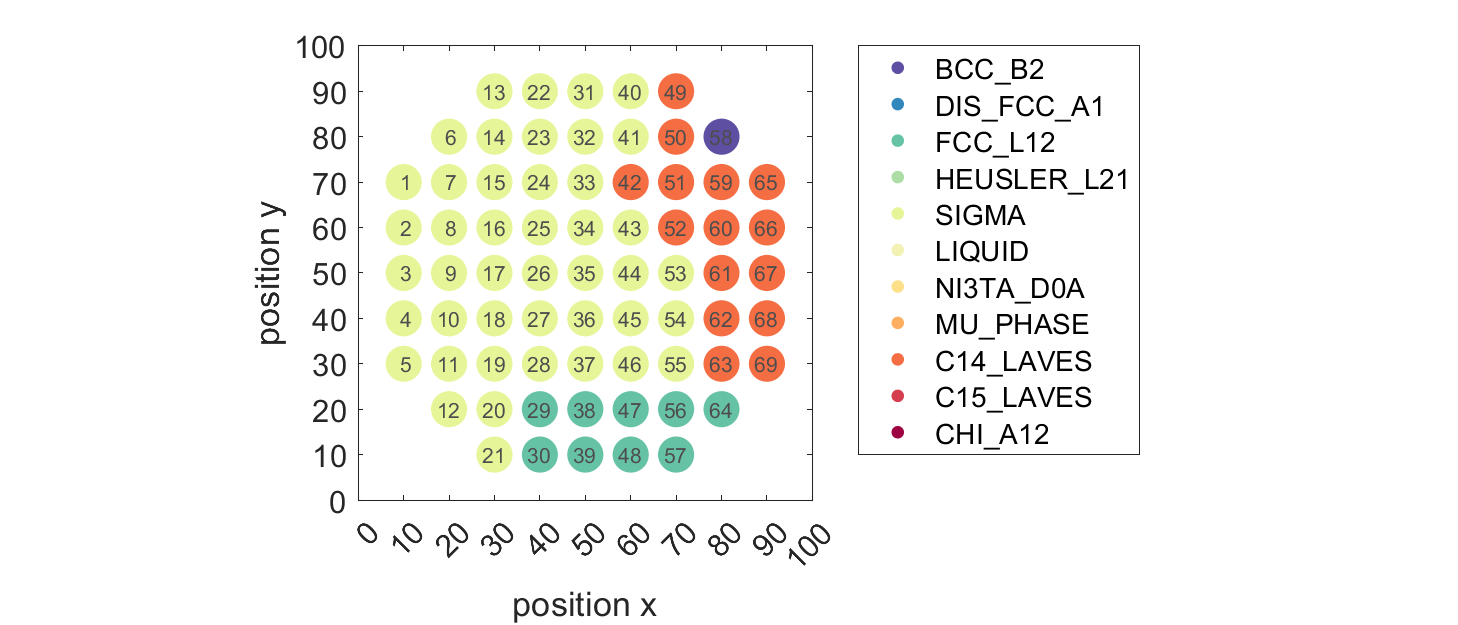 100
90 13 22 31 40 49
80 6 14 23 32 41 50 58
70 1 7 15 24 33 42 51 59 65
60 2 8 16 25 34 43 52 60 66
50 3 9 17 26 35 44 53 61 67
40 4 10 18 27 36 45 54 62 68
30 5 11 19 28 37 46 55 63 69
20 12 20 29 38 47 56 64
10 21 30 39 48 57
0
0 10 20 30 40 50 60 70 80 90 100
position x
position y
BCC_B2
DIS_FCC_A1
FCC_L12
HEUSLER_L21
SIGMA
LIQUID
NI3TA_D0A
MU_PHASE
C14_LAVES
C15_LAVES
CHI_A12